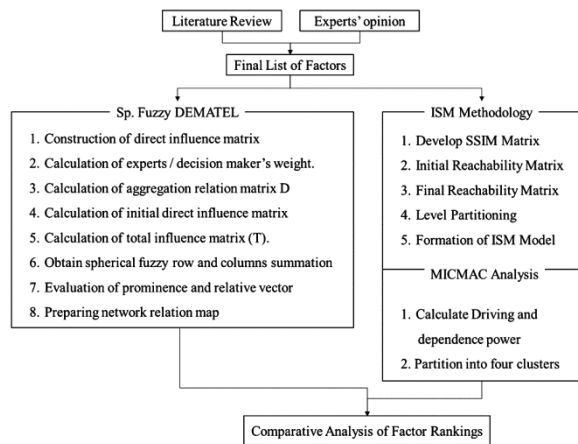 Literature Review
Experts' opinion
Final List of Factors
Sp. Fuzzy DEMATEL
1. Construction of direct influence matrix
2. Calculation of experts / decision maker's weight.
3. Calculation of aggregation relation matrix D
4. Calculation of initial direct influence matrix
5. Calculation of total influence matrix (T).
6. Obtain spherical fuzzy row and columns summation
7. Evaluation of prominence and relative vector
8. Preparing network relation map
ISM Methodology
1. Develop SSIM Matrix
2. Initial Reachability Matrix
3. Final Reachability Matrix
4. Level Partitioning
5. Formation of ISM Model
MICMAC Analysis
1. Calculate Driving and
dependence power
2. Partition into four clusters
Comparative Analysis of Factor Rankings